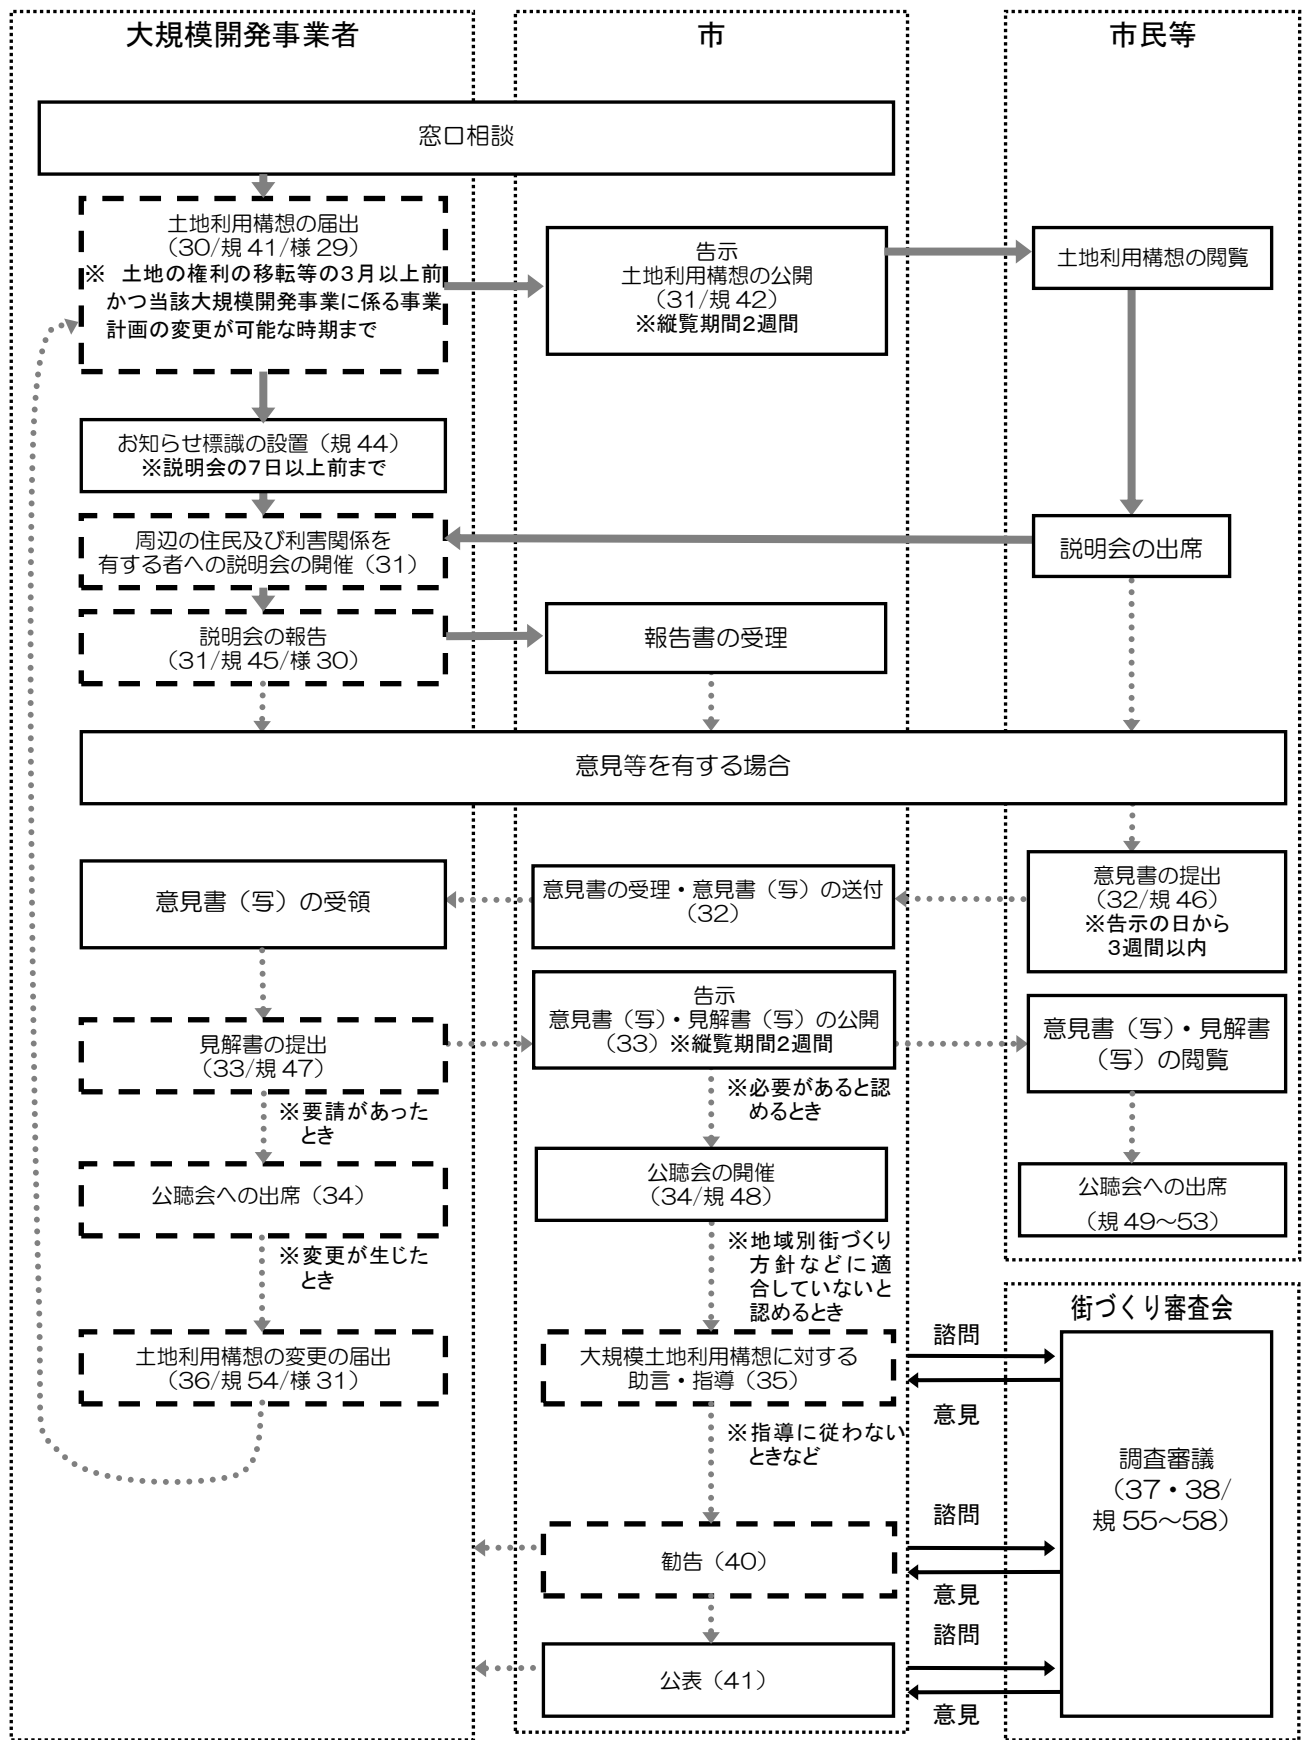 大規模開発事業者
市
市民等
窓口相談
土地利用構想の届出
（30/規 41/様 29）
※　土地の権利の移転等の3月以上前
かつ当該大規模開発事業に係る事業
計画の変更が可能な時期まで
告示
土地利用構想の公開
（31/規 42）
※縦覧期間2週間
土地利用構想の閲覧
お知らせ標識の設置（規 44）
※説明会の7日以上前まで
周辺の住民及び利害関係を
有する者への説明会の開催（31）
説明会の出席
説明会の報告
（31/規 45/様 30）
報告書の受理
意見等を有する場合
意見書（写）の受領
意見書の受理・意見書（写）の送付
（32）
意見書の提出
（32/規 46）
※告示の日から
3週間以内
見解書の提出
（33/規 47）
告示
意見書（写）・見解書（写）の公開
（33）※縦覧期間2週間
意見書（写）・見解書
（写）の閲覧
※要請があった
とき
※必要があると認
めるとき
公聴会への出席（34）
公聴会の開催
（34/規 48）
公聴会への出席
（規 49～53）
※変更が生じた
とき
※地域別街づくり
方針などに適
合していないと
認めるとき
街づくり審査会
土地利用構想の変更の届出
（36/規 54/様 31）
大規模土地利用構想に対する
助言・指導（35）
諮問
意見
※指導に従わない
ときなど
調査審議
（37・38/
規 55～58）
勧告（40）
諮問
意見
公表（41）
諮問
意見